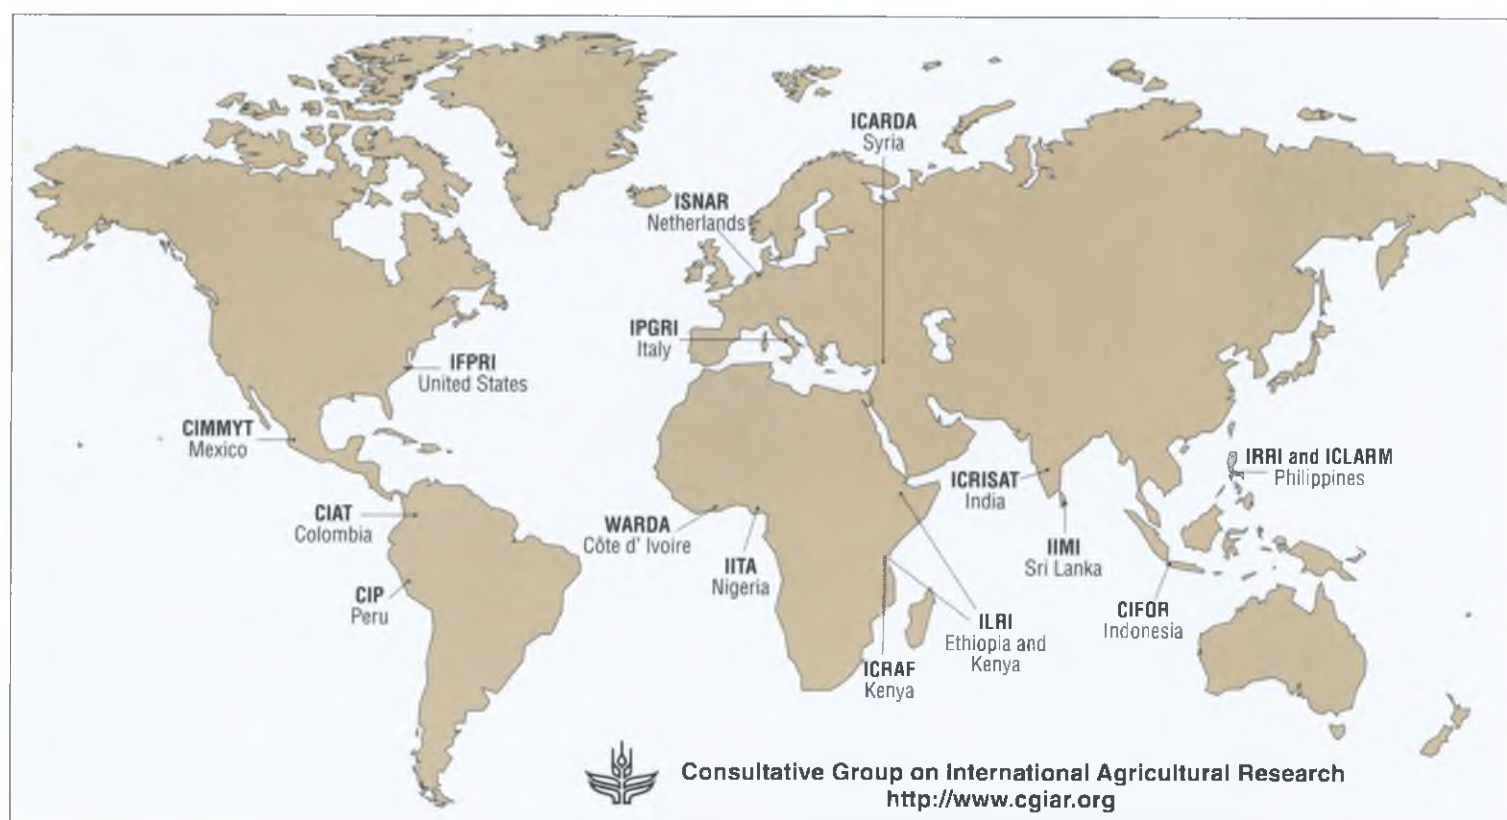 ICARDA
Syria
ISNAR
Netherlands
IPGRI
Italy
IFPRI
United States
CIMMYT
Mexico
IRRI and ICLARM
Philippines
ICRISAT
India
CIAT
Colombia
WARDA
Côte d' Ivoire
IITA
Nigeria
IIMI
Sri Lanka
CIP
Peru
CIFOR
Indonesia
ILRI
Ethiopia and
Kenya
ICRAF
Kenya
Consultative Group on International Agricultural Research
http://www.cgiar.org